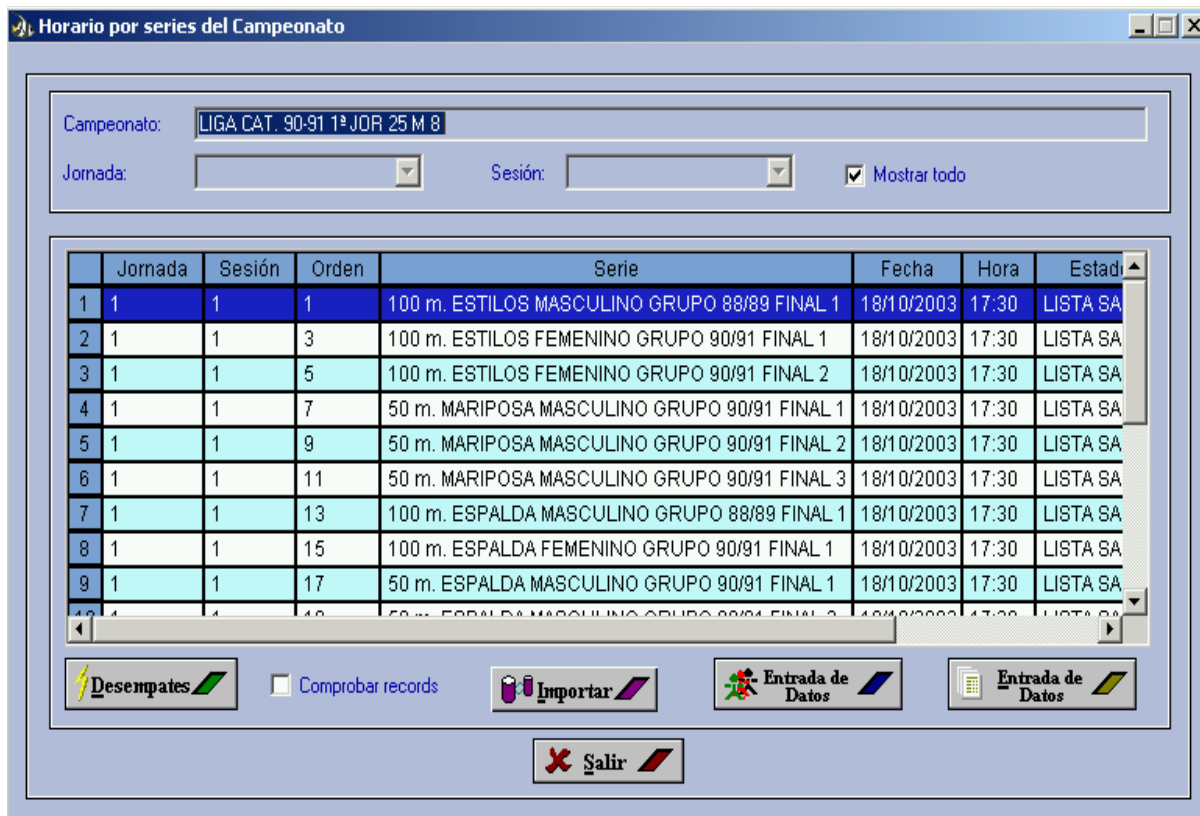 Horario por series del Campeonato
Campeonato: LIGA CAT. 90-91 1ª JOR 25 M 8
Jornada: Sesión: Mostrar todo
Jornada Sesión Orden Serie Fecha Hora Estad
1 1 1 1 100 m. ESTILOS MASCULINO GRUPO 88/89 FINAL 1 18/10/2003 17:30 LISTA SA
2 1 1 3 100 m. ESTILOS FEMENINO GRUPO 90/91 FINAL 1 18/10/2003 17:30 LISTA SA
3 1 1 5 100 m. ESTILOS FEMENINO GRUPO 90/91 FINAL 2 18/10/2003 17:30 LISTA SA
4 1 1 7 50 m. MARIPOSA MASCULINO GRUPO 90/91 FINAL 1 18/10/2003 17:30 LISTA SA
5 1 1 9 50 m. MARIPOSA MASCULINO GRUPO 90/91 FINAL 2 18/10/2003 17:30 LISTA SA
6 1 1 11 50 m. MARIPOSA MASCULINO GRUPO 90/91 FINAL 3 18/10/2003 17:30 LISTA SA
7 1 1 13 100 m. ESPALDA MASCULINO GRUPO 88/89 FINAL 1 18/10/2003 17:30 LISTA SA
8 1 1 15 100 m. ESPALDA FEMENINO GRUPO 90/91 FINAL 1 18/10/2003 17:30 LISTA SA
9 1 1 17 50 m. ESPALDA MASCULINO GRUPO 90/91 FINAL 1 18/10/2003 17:30 LISTA SA
Desempates Comprobar records Importar Entrada de Datos Entrada de Datos
Salir